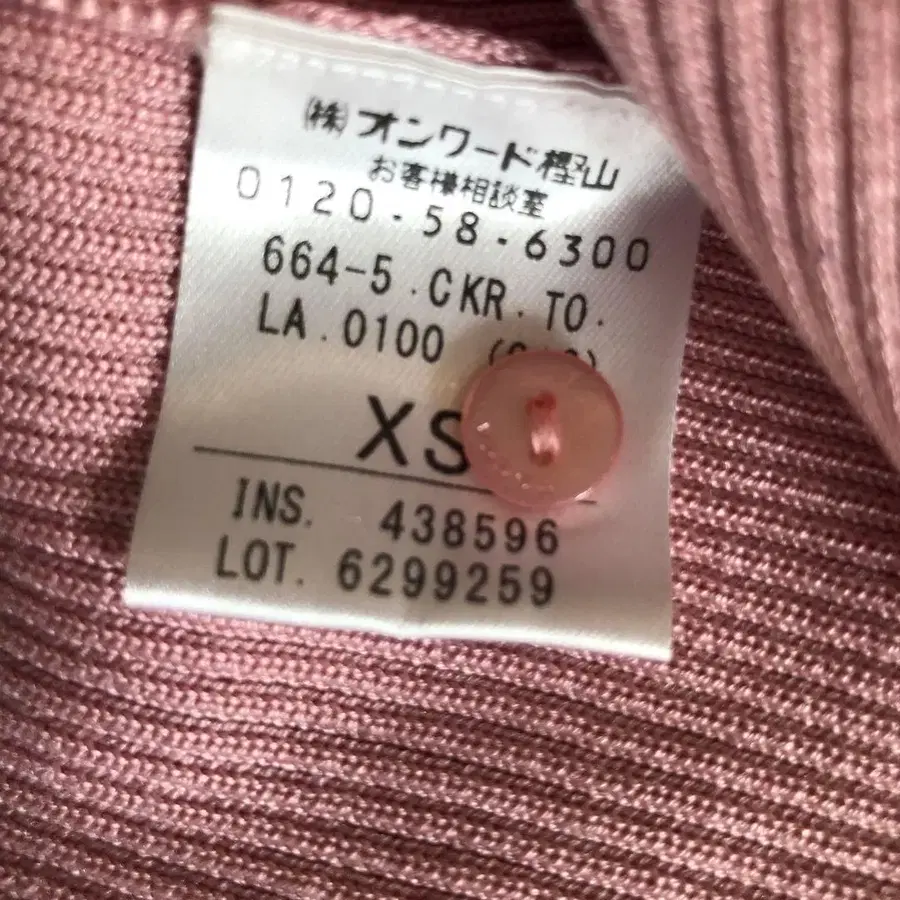 (株)オンワード樫山
お客様相談室
0120-58-6300
664-5.CKR.TO.
LA.0100
XS
INS. 438596
LOT. 6299259